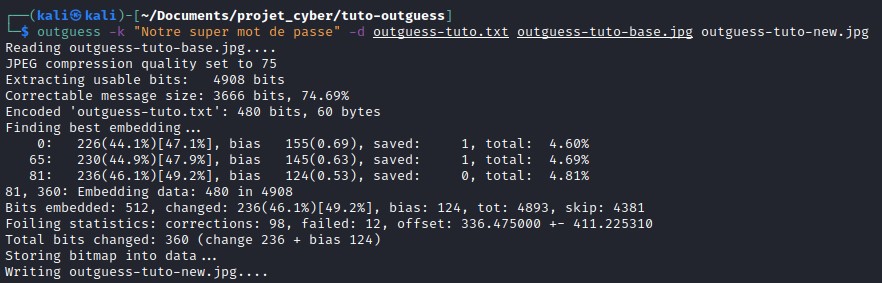 ┌──(kali㉿kali)-[~/Documents/projet_cyber/tuto-outguess]
└─$ outguess -k "Notre super mot de passe" -d outguess-tuto.txt outguess-tuto-base.jpg outguess-tuto-new.jpg
Reading outguess-tuto-base.jpg....
JPEG compression quality set to 75
Extracting usable bits:   4908 bits
Correctable message size: 3666 bits, 74.69%
Encoded 'outguess-tuto.txt': 480 bits, 60 bytes
Finding best embedding...
    0:   226(44.1%)[47.1%], bias   155(0.69), saved:     1, total:  4.60%
   65:   230(44.9%)[47.9%], bias   145(0.63), saved:     1, total:  4.69%
   81:   236(46.1%)[49.2%], bias   124(0.53), saved:     0, total:  4.81%
81, 360: Embedding data: 480 in 4908
Bits embedded: 512, changed: 236(46.1%)[49.2%], bias: 124, tot: 4893, skip: 4381
Foiling statistics: corrections: 98, failed: 12, offset: 336.475000 +- 411.225310
Total bits changed: 360 (change 236 + bias 124)
Storing bitmap into data...
Writing outguess-tuto-new.jpg....